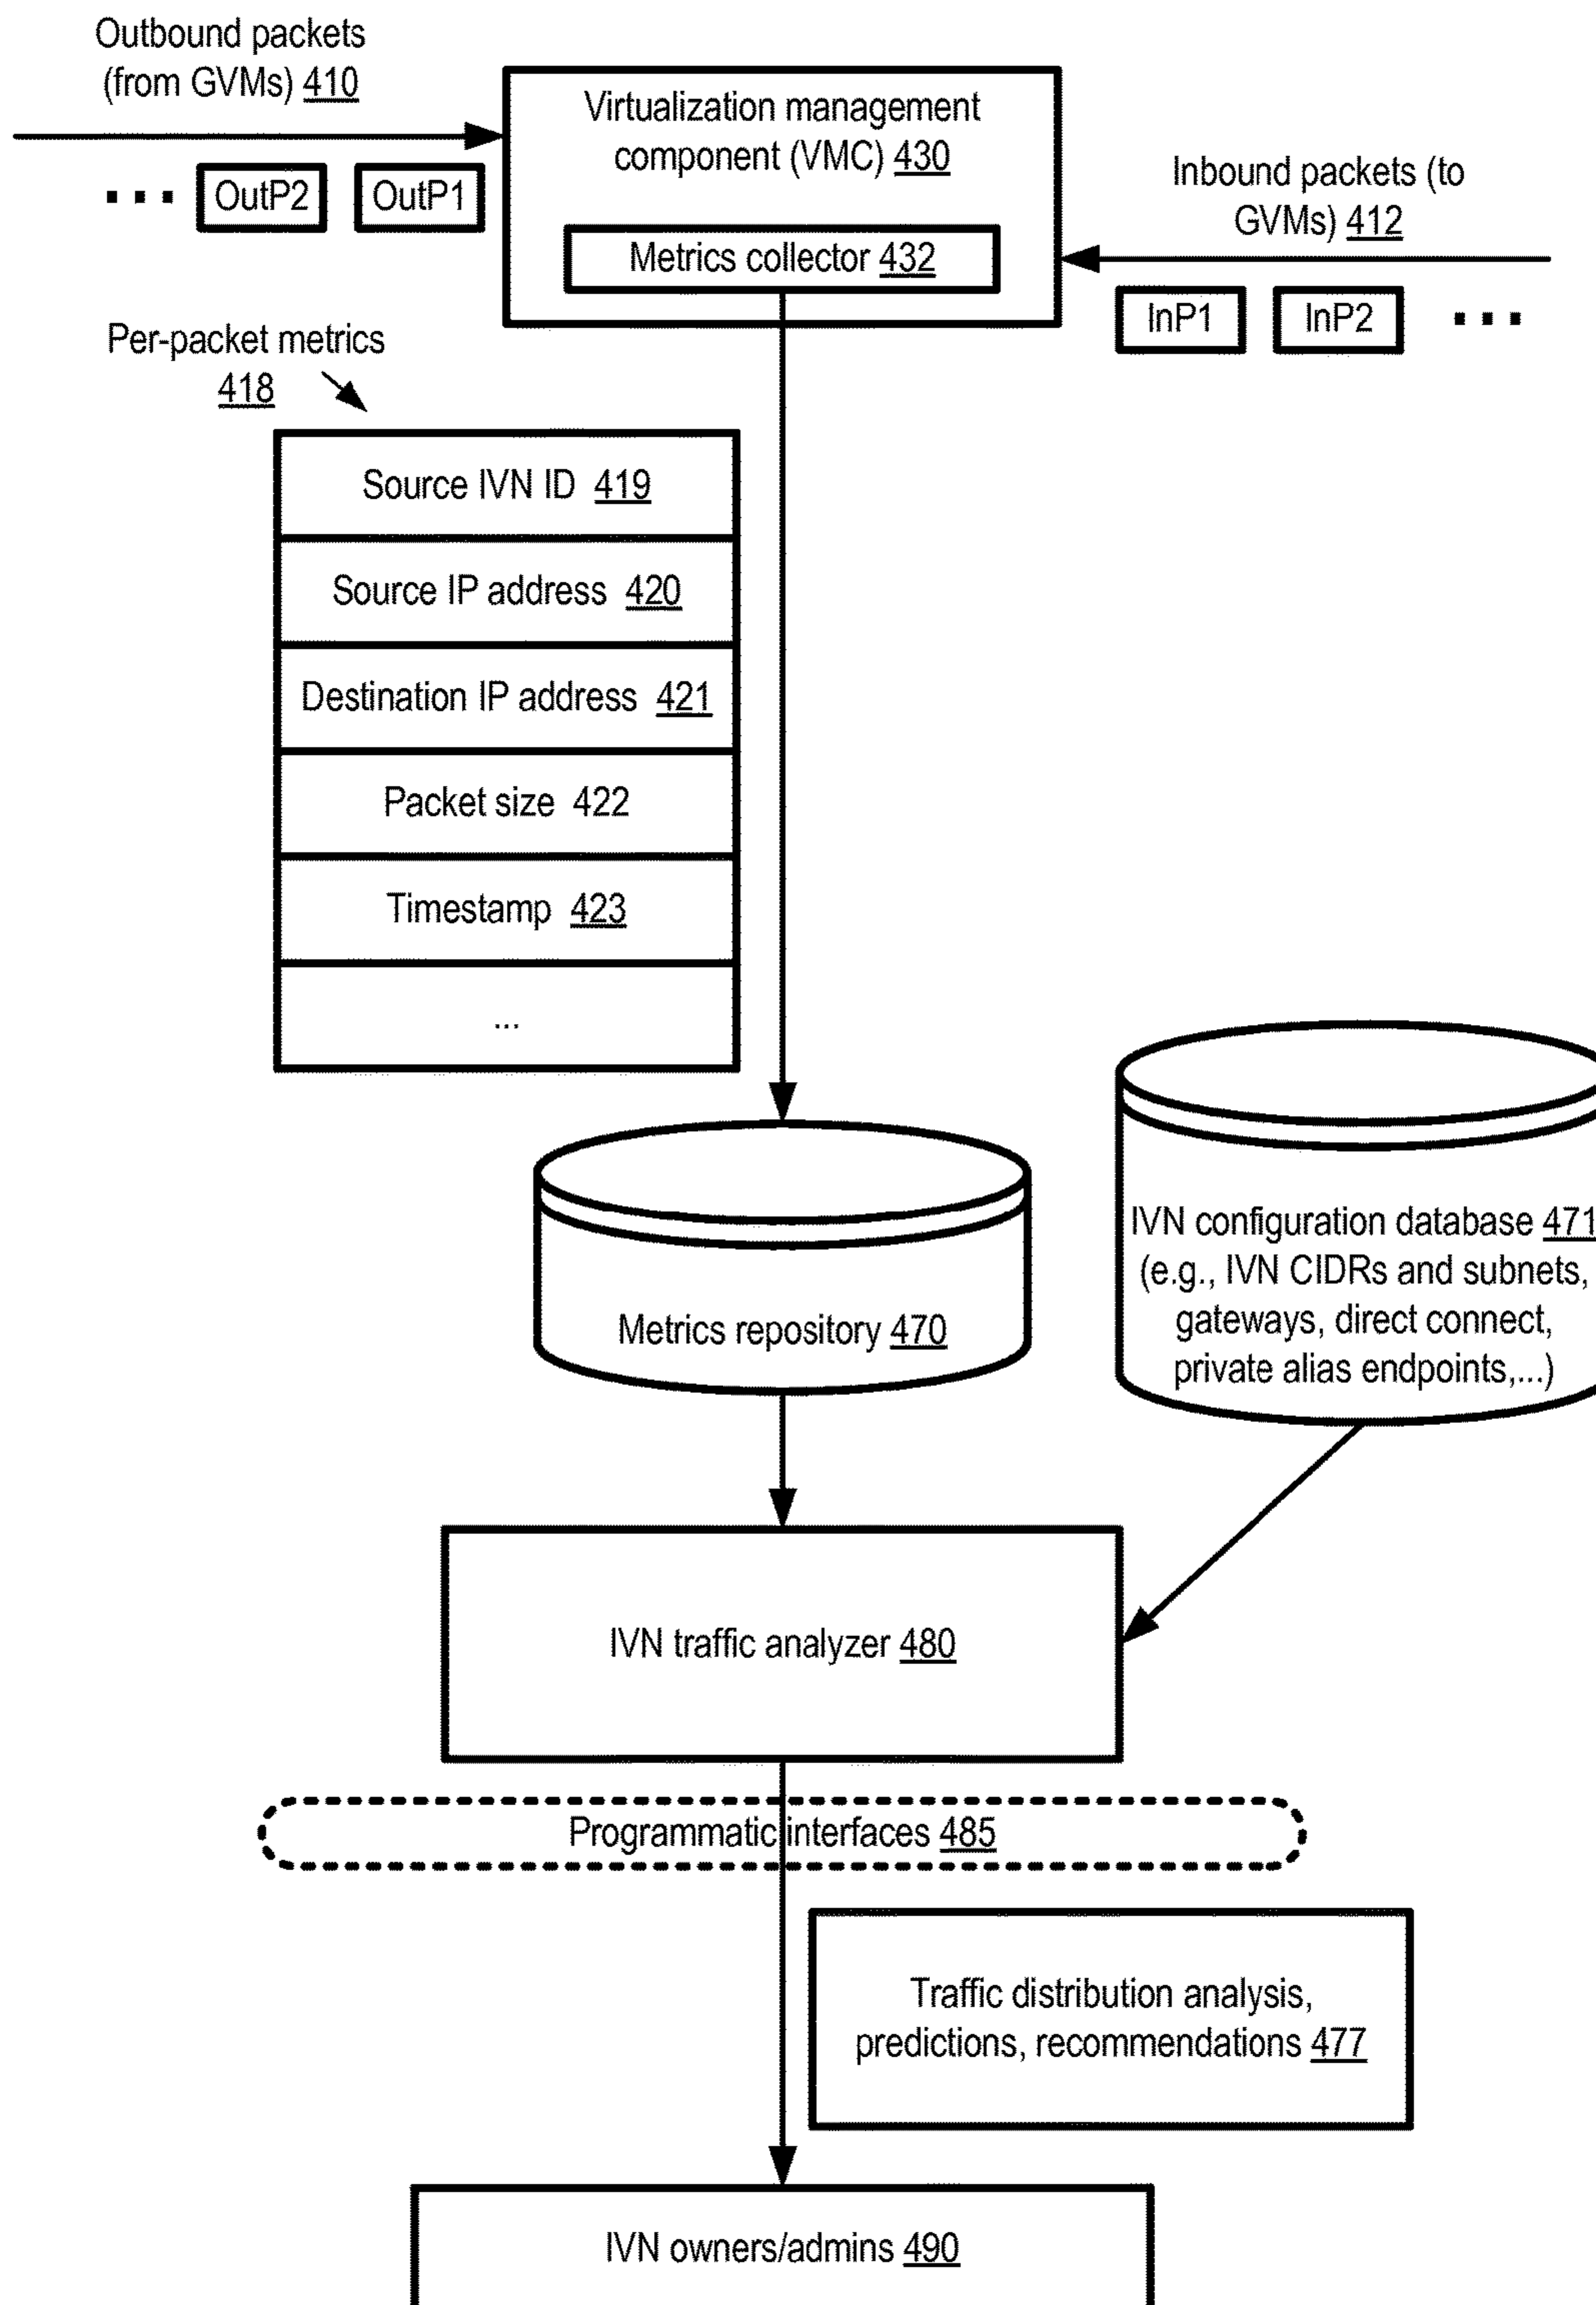 Outbound packets
(from GVMs) 410
Virtualization management
component (VMC) 430
Metrics collector 432
Inbound packets (to
GVMs) 412
... OutP2 OutP1
InP1 InP2 ...
Per-packet metrics
418
Source IVN ID 419
Source IP address 420
Destination IP address 421
Packet size 422
Timestamp 423
...
IVN configuration database 471
(e.g., IVN CIDRs and subnets,
gateways, direct connect,
private alias endpoints,...)
Metrics repository 470
IVN traffic analyzer 480
Programmatic interfaces 485
Traffic distribution analysis,
predictions, recommendations 477
IVN owners/admins 490